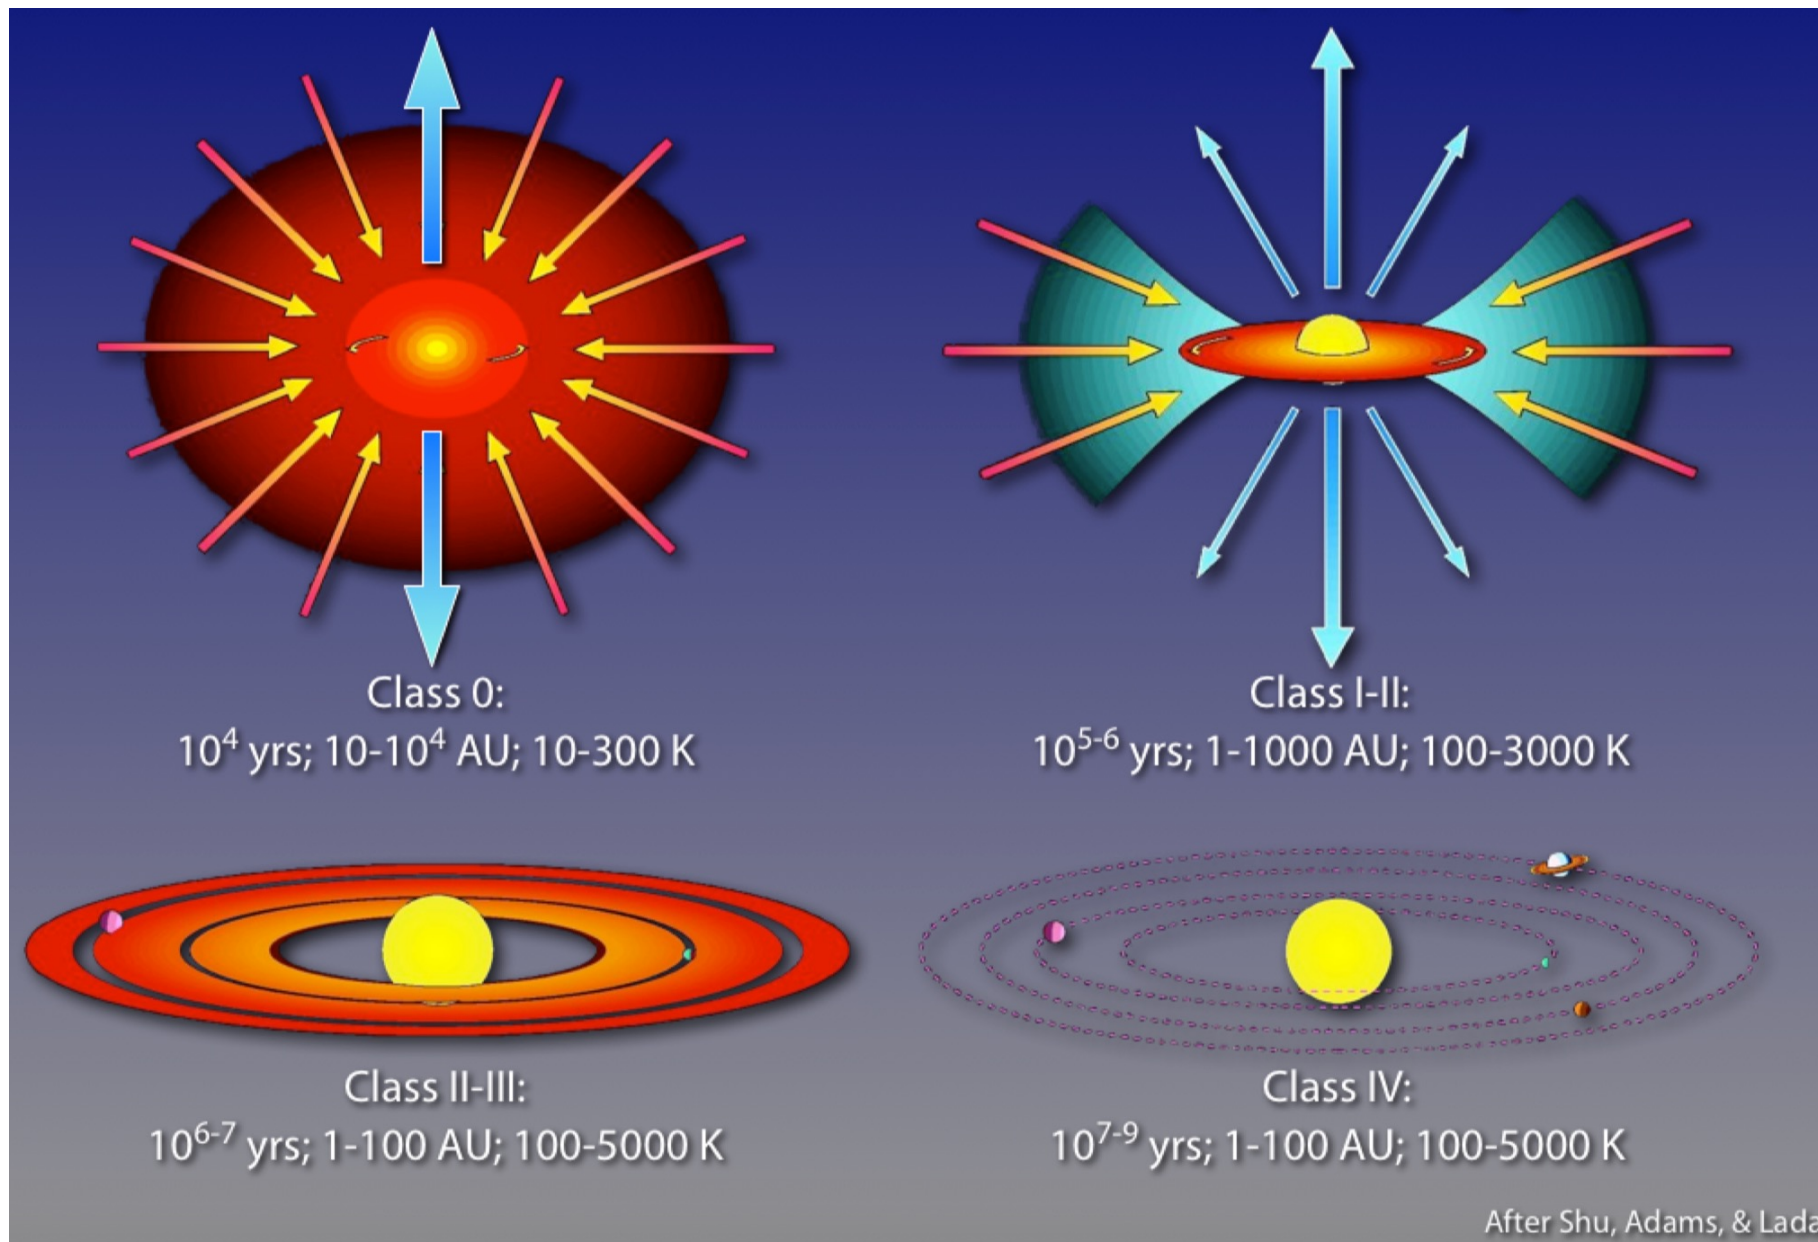 Class 0:
10⁴ yrs; 10-10⁴ AU; 10-300 K
Class I-II:
10⁵⁻⁶ yrs; 1-1000 AU; 100-3000 K
Class II-III:
10⁶⁻⁷ yrs; 1-100 AU; 100-5000 K
Class IV:
10⁷⁻⁹ yrs; 1-100 AU; 100-5000 K
After Shu, Adams, & Lada